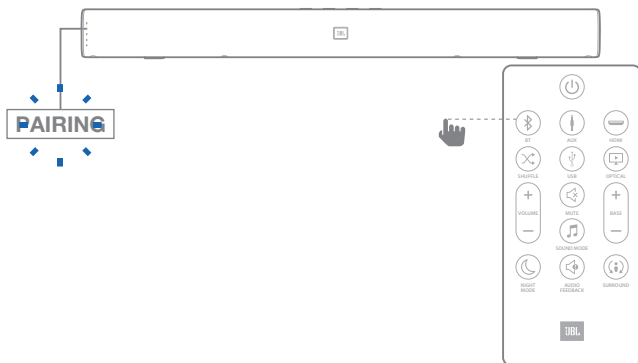 JBL
PAIRING
BT AUX HDMI
SHUFFLE USB OPTICAL
+ +
VOLUME MUTE BASS
— —
SOUND MODE
NIGHT MODE AUDIO FEEDBACK SURROUND
JBL